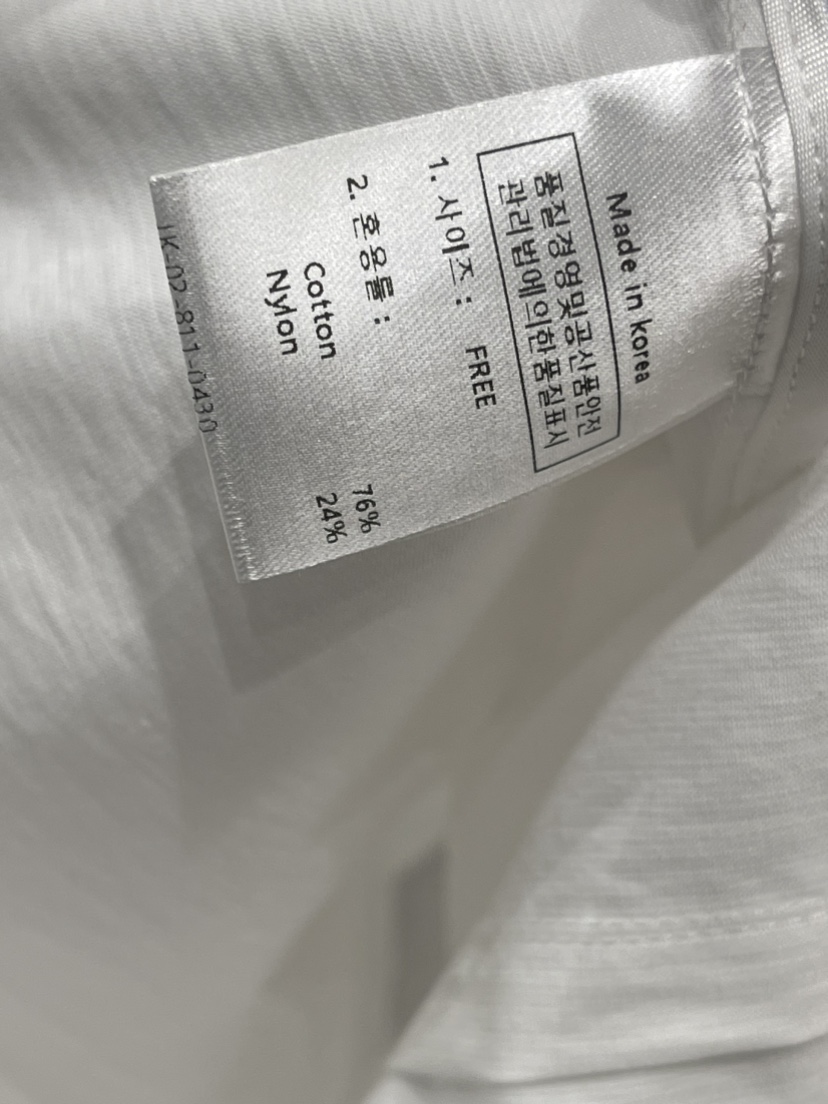 Made in korea
품질경영및공산품안전
관리법에의한품질표시
1. 사이즈 : FREE
2. 혼용률 :
Cotton 76%
Nylon 24%